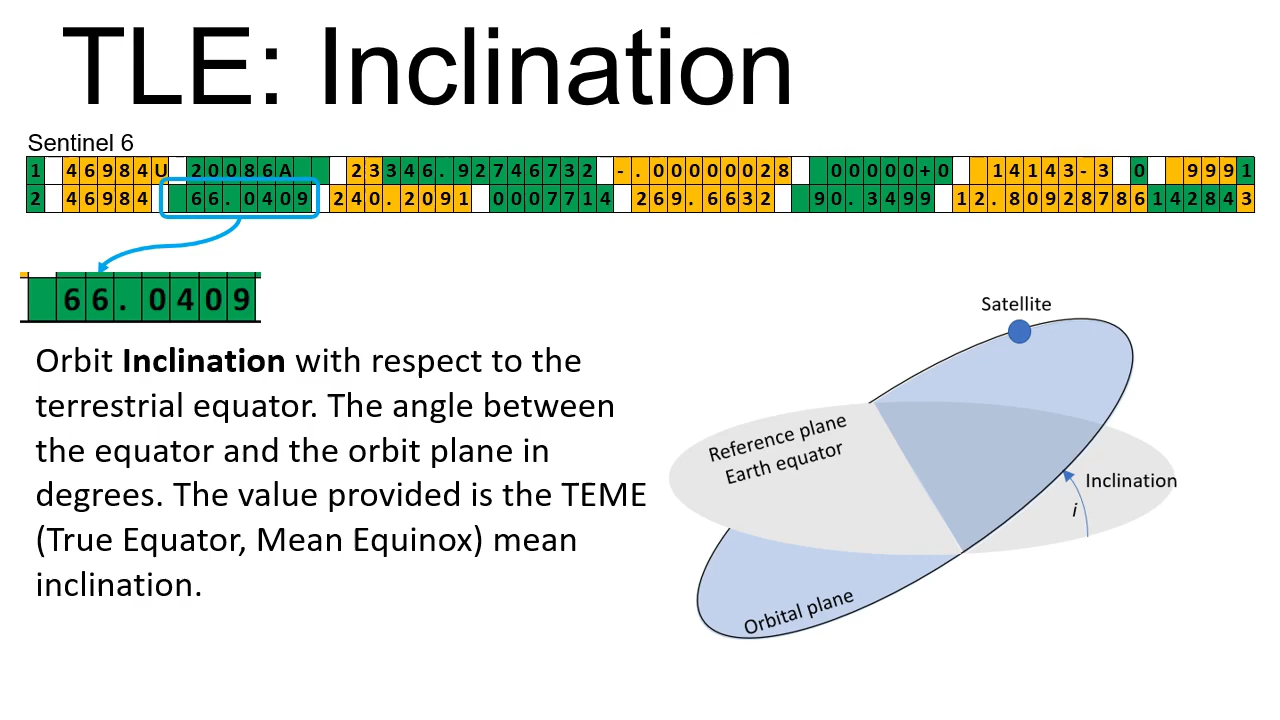 TLE: Inclination
Sentinel 6
1 46984U 20086A 23346.92746732 -.00000028 00000+0 14143-3 0 9991
2 46984 66.0409 240.2091 0007714 269.6632 90.3499 12.80928786142843
66.0409
Orbit Inclination with respect to the
terrestrial equator. The angle between
the equator and the orbit plane in
degrees. The value provided is the TEME
(True Equator, Mean Equinox) mean
inclination.
Satellite
Reference plane
Earth equator
Inclination
i
Orbital plane